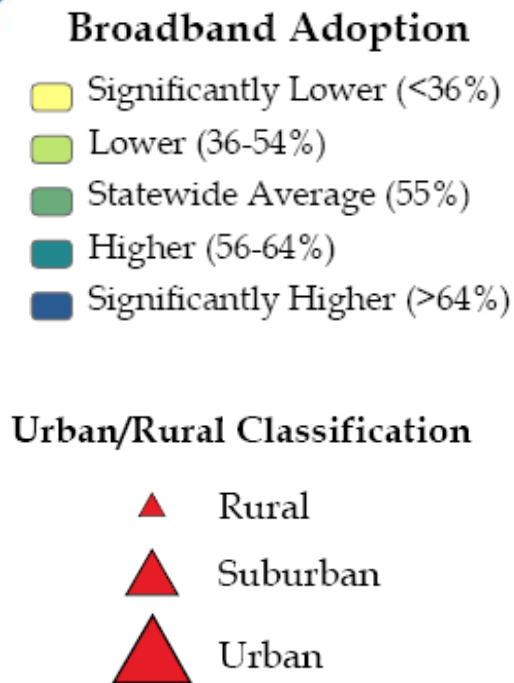 Broadband Adoption
Significantly Lower (<36%)
Lower (36-54%)
Statewide Average (55%)
Higher (56-64%)
Significantly Higher (>64%)
Urban/Rural Classification
Rural
Suburban
Urban